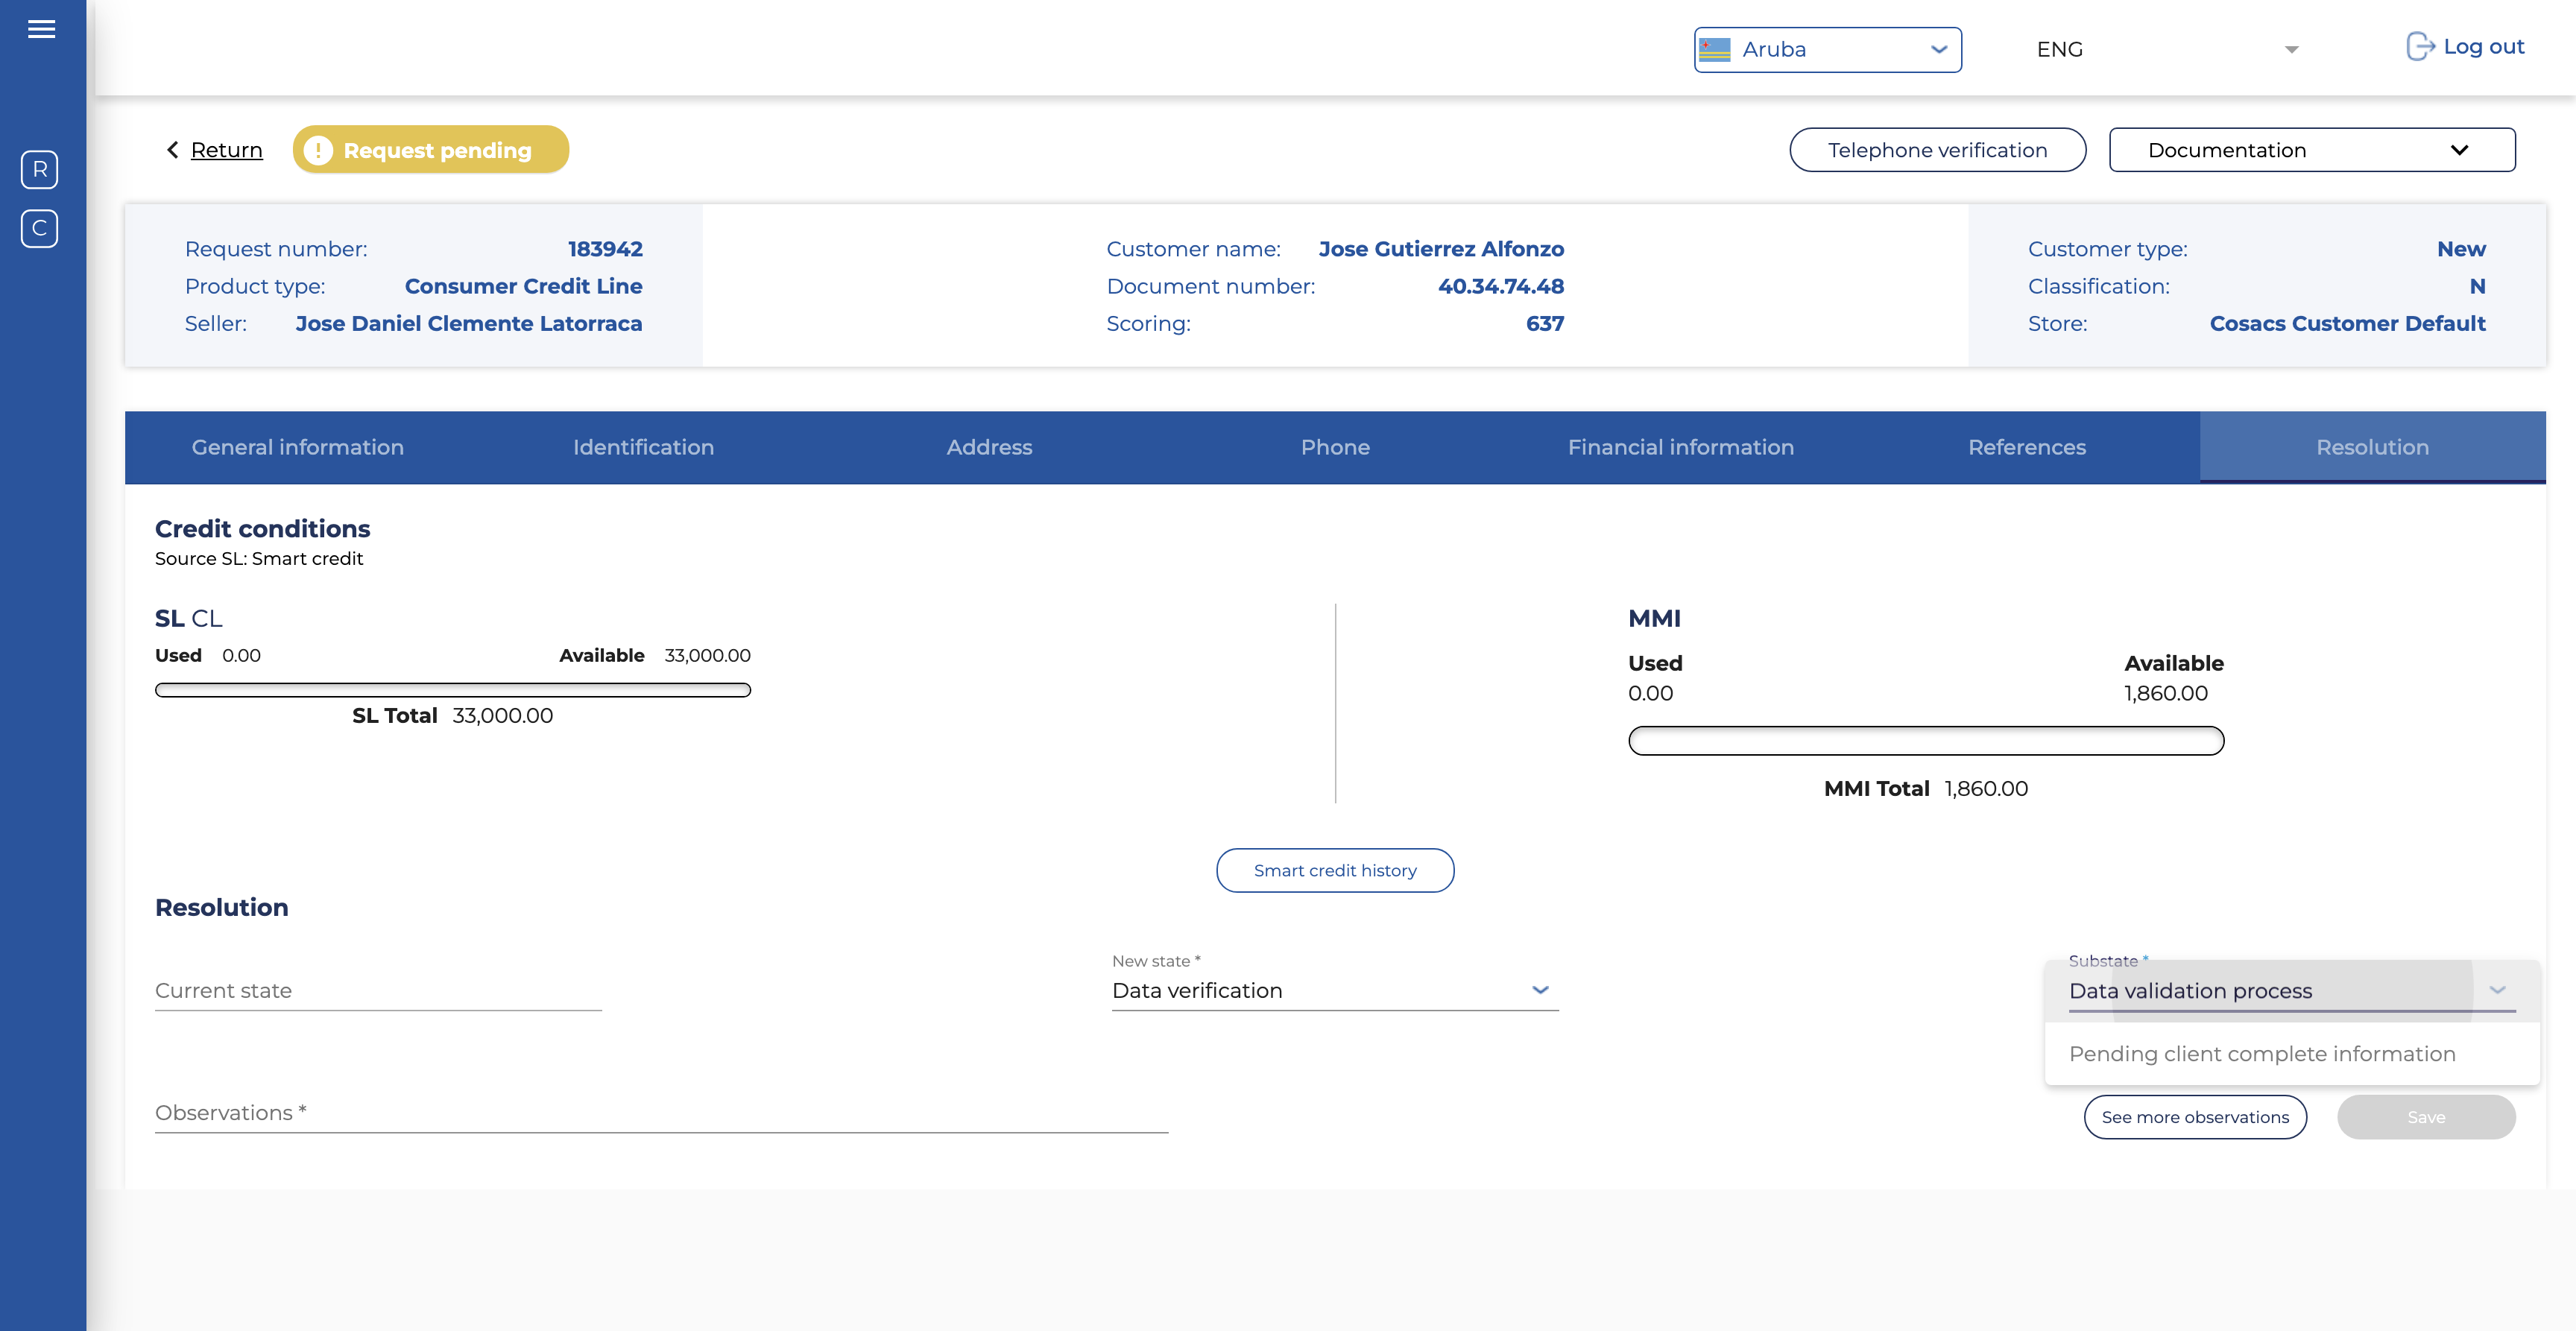 Aruba
ENG
Log out
Return
Request pending
Telephone verification
Documentation
R
C
Request number: 183942
Product type: Consumer Credit Line
Seller: Jose Daniel Clemente Latorraca
Customer name: Jose Gutierrez Alfonzo
Document number: 40.34.74.48
Scoring: 637
Customer type: New
Classification: N
Store: Cosacs Customer Default
General information
Identification
Address
Phone
Financial information
References
Resolution
Credit conditions
Source SL: Smart credit
SL CL
Used 0.00 Available 33,000.00
SL Total 33,000.00
MMI
Used Available
0.00 1,860.00
MMI Total 1,860.00
Smart credit history
Resolution
Current state
New state *
Data verification
Substate *
Data validation process
Pending client complete information
Observations *
See more observations
Save